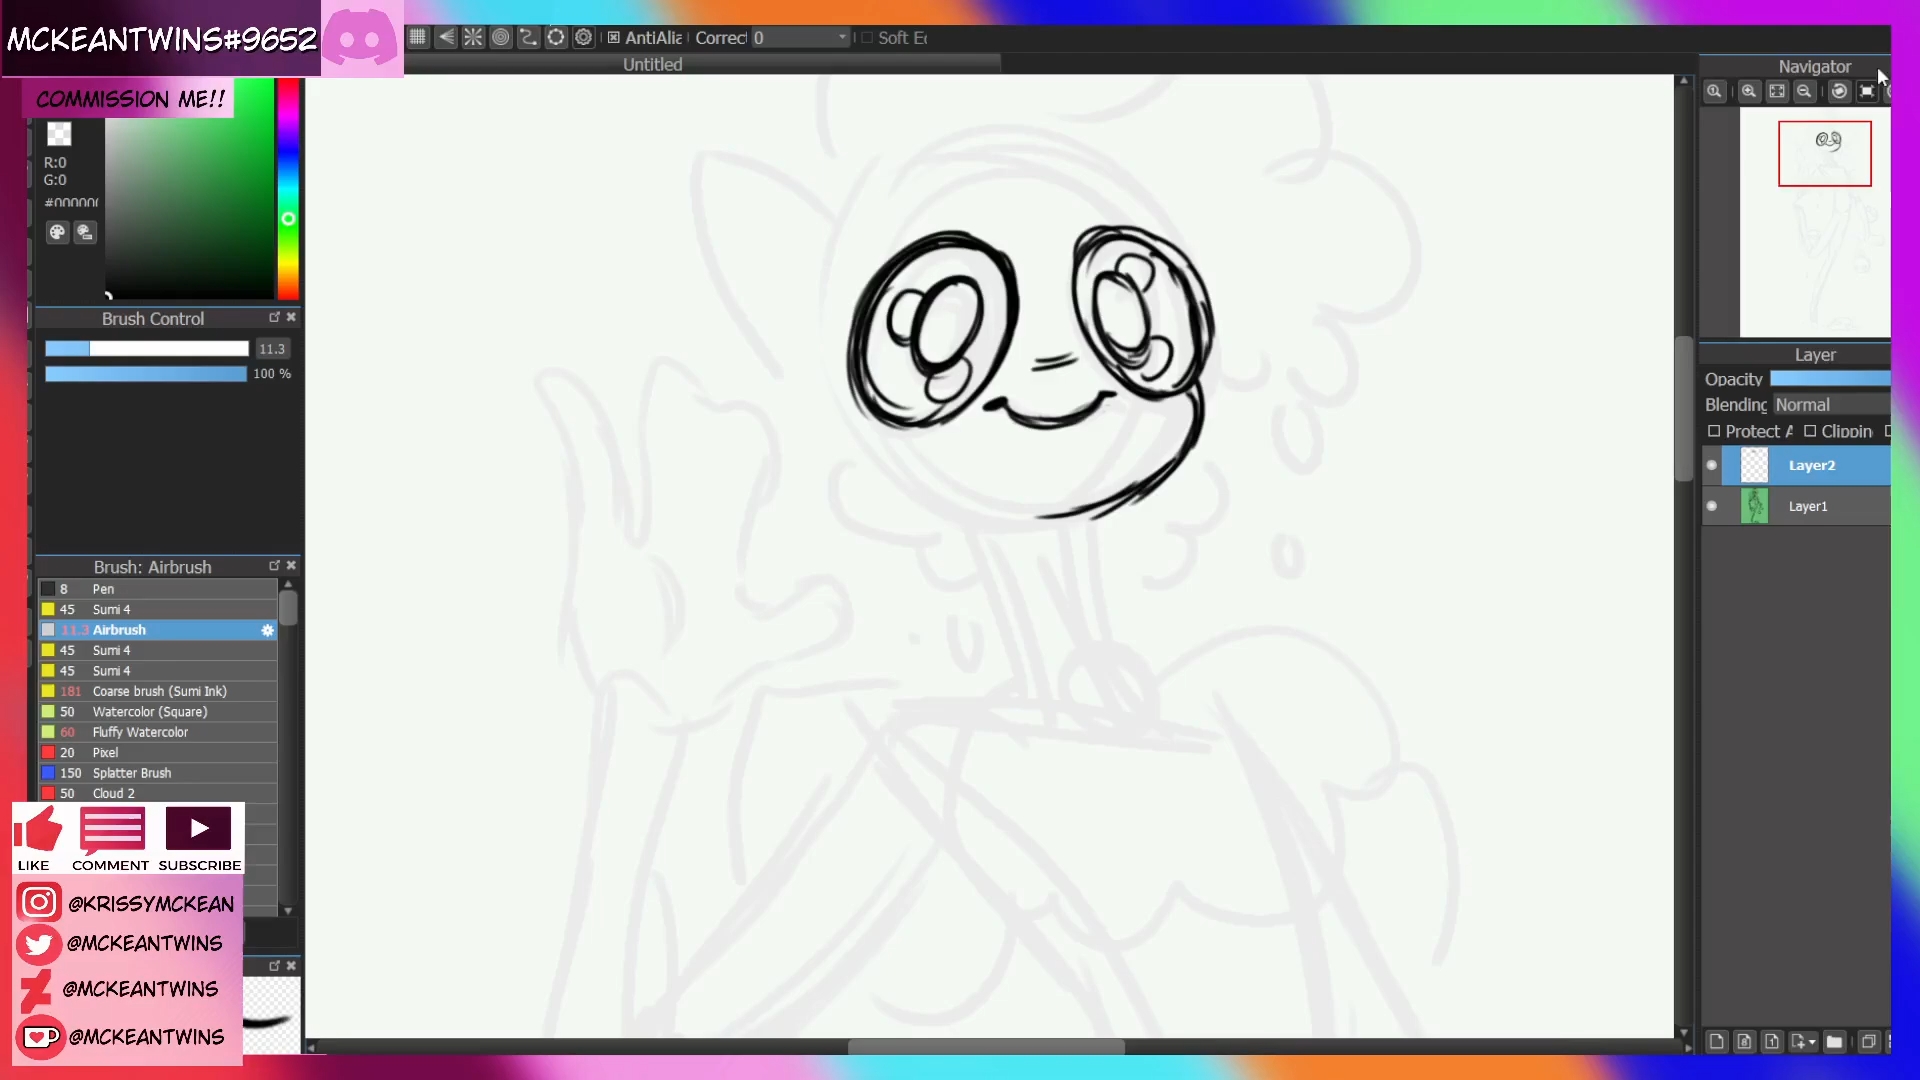 MCKEANTWINS#9652
COMMISSION ME!!
AntiAlia
Correct
0
Soft Ed
Untitled
Navigator
R:0
G:0
#000000
Brush Control
11.3
100 %
Layer
Opacity
Blending
Normal
Protect A
Clippin
Layer2
Layer1
Brush: Airbrush
8 Pen
45 Sumi 4
11.3 Airbrush
45 Sumi 4
45 Sumi 4
181 Coarse brush (Sumi Ink)
50 Watercolor (Square)
60 Fluffy Watercolor
20 Pixel
150 Splatter Brush
50 Cloud 2
LIKE
COMMENT
SUBSCRIBE
@KRISSYMCKEAN
@MCKEANTWINS
@MCKEANTWINS
@MCKEANTWINS